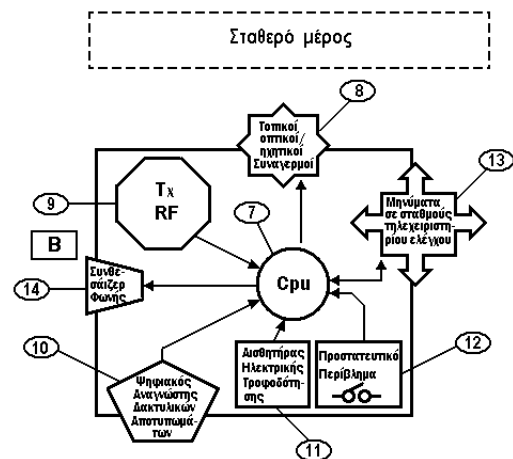 Σταθερό μέρος
8
Τοπικοί
οπτικοί/
ηχητικοί
Συναγερμοί
13
Tx
RF
9
7
Μηνύματα
σε σταθμούς
τηλεχειριστη-
ρίου ελέγχου
B
Cpu
Συνθε-
σάιζερ
Φωνής
14
10
12
Αισθητήρας
Ηλεκτρικής
Τροφοδότη-
σης
Προστατευτικό
Περίβλημα
Ψηφιακός
Αναγνώστης
Δακτυλικών
Αποτυπωμά-
των
11